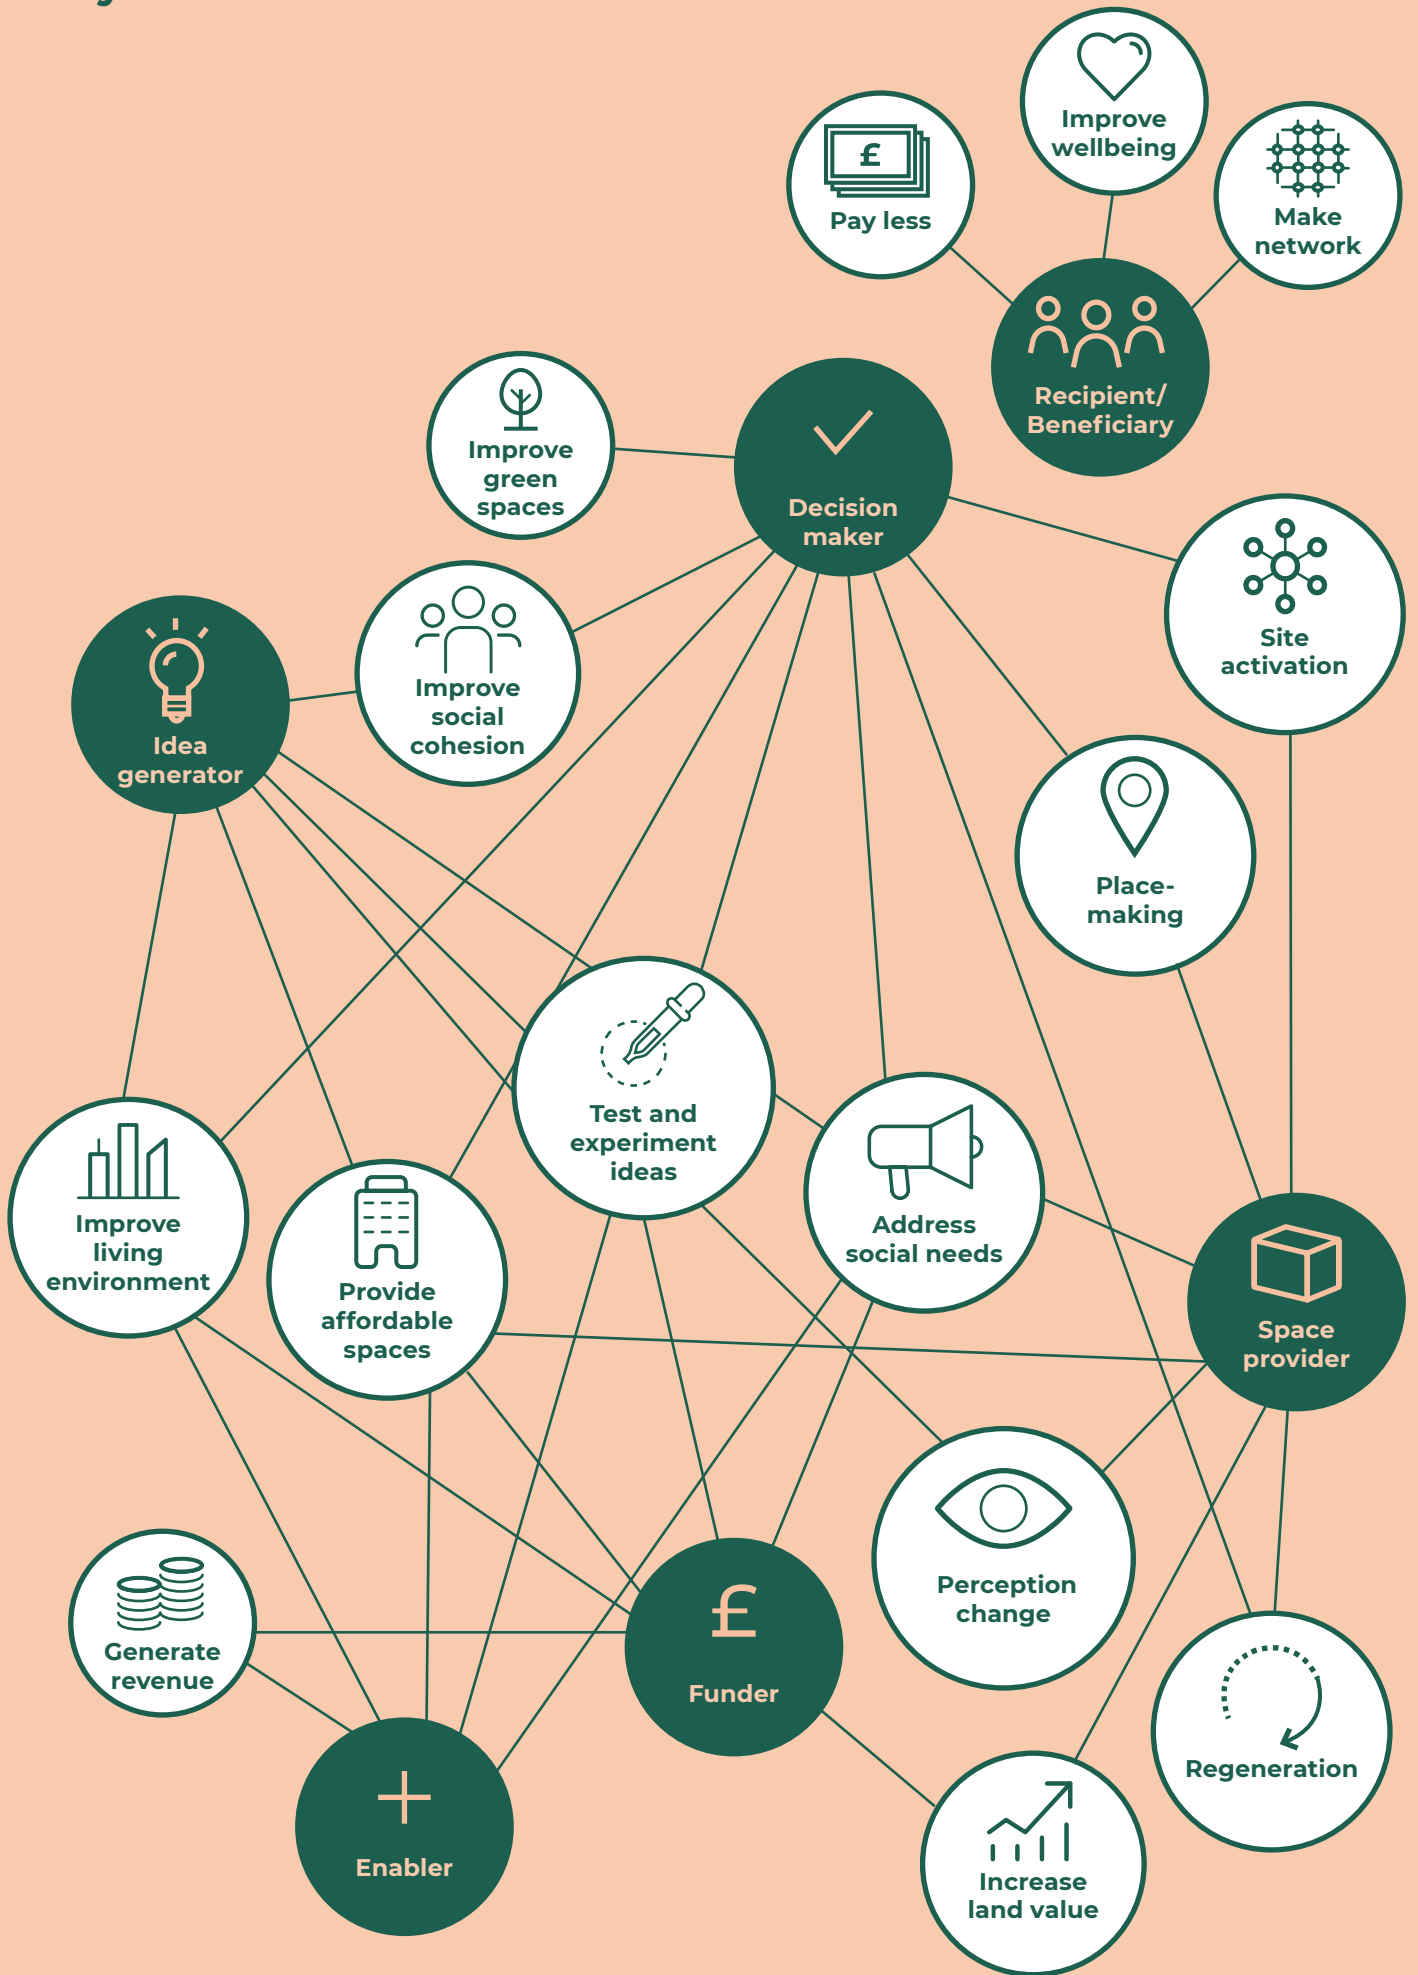 Improve
wellbeing
£
Pay less
Make
network
Recipient/
Beneficiary
Improve
green
spaces
Decision
maker
Site
activation
Improve
social
cohesion
Idea
generator
Place-
making
Test and
experiment
ideas
Improve
living
environment
Provide
affordable
spaces
Address
social needs
Space
provider
Perception
change
Generate
revenue
£
Funder
Regeneration
Enabler
Increase
land value